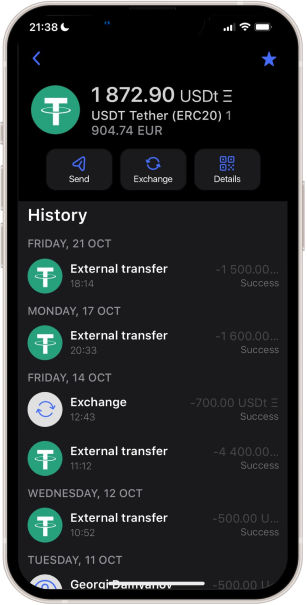 21:38
1 872.90 USDt Ξ
USDT Tether (ERC20) 1
904.74 EUR
Send Exchange Details
History
FRIDAY, 21 OCT
External transfer -1 500.00...
18:14 Success
MONDAY, 17 OCT
External transfer -1 600.00...
20:33 Success
FRIDAY, 14 OCT
Exchange -700.00 USDt Ξ
12:43 Success
External transfer -4 400.00...
11:12 Success
WEDNESDAY, 12 OCT
External transfer -500.00 U...
10:52 Success
TUESDAY, 11 OCT
Georgi Damyanov -500.00 U...